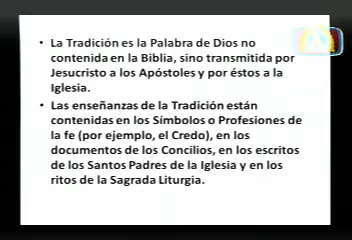 • La Tradición es la Palabra de Dios no
contenida en la Biblia, sino transmitida por
Jesucristo a los Apóstoles y por éstos a la
Iglesia.
• Las enseñanzas de la Tradición están
contenidas en los Símbolos o Profesiones de
la fe (por ejemplo, el Credo), en los
documentos de los Concilios, en los escritos
de los Santos Padres de la Iglesia y en los
ritos de la Sagrada Liturgia.